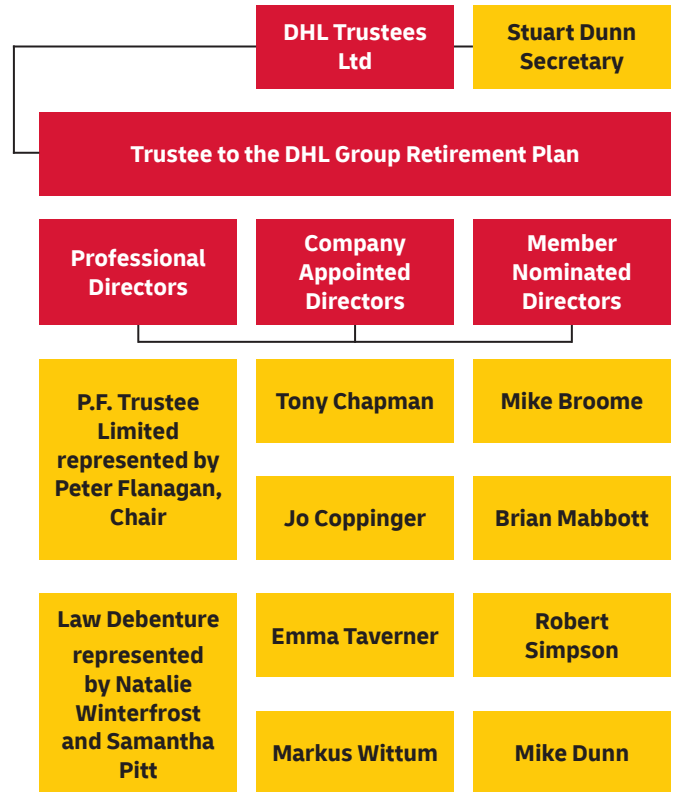 DHL Trustees
Ltd
Stuart Dunn
Secretary
Trustee to the DHL Group Retirement Plan
Professional
Directors
Company
Appointed
Directors
Member
Nominated
Directors
P.F. Trustee
Limited
represented by
Peter Flanagan,
Chair
Law Debenture
represented
by Natalie
Winterfrost
and Samantha
Pitt
Tony Chapman
Jo Coppinger
Emma Taverner
Markus Wittum
Mike Broome
Brian Mabbott
Robert
Simpson
Mike Dunn